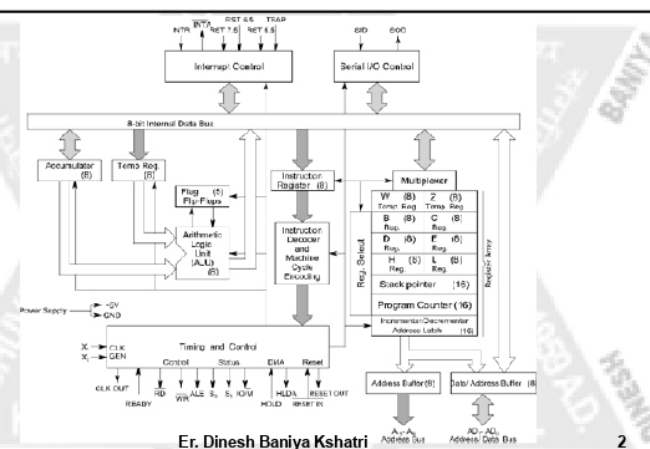 RST 6.5 TRAP
INTR INTA RST 7.5 RST 5.5
SID SOD
Interrupt Control
Serial I/O Control
8-bit Internal Data Bus
Accumulator (8)
Temp Reg. (8)
Flag (5)
Flip-Flops
Arithmetic
Logic
Unit
(ALU)
(8)
Instruction
Register (8)
Instruction
Decoder
and
Machine
Cycle
Encoding
Multiplexer
W (8) Z (8)
Temp. Reg. Temp. Reg.
B (8) C (8)
Reg. Reg.
D (8) E (8)
Reg. Reg.
H (8) L (8)
Reg. Reg.
Stack pointer (16)
Program Counter (16)
Incrementer/Decrementer
Address Latch (16)
Reg. Select
Register Array
Power Supply
+5V
GND
X₁ CLK
X₂ GEN
Timing and Control
Control Status DMA Reset
CLK OUT
READY
RD WR ALE S₀ S₁ IO/M
HOLD HLDA
RESET IN
RESET OUT
Address Buffer (8)
Data/ Address Buffer (8
Address Bus
Address/ Data Bus
Er. Dinesh Baniya Kshatri
2
BANIYA